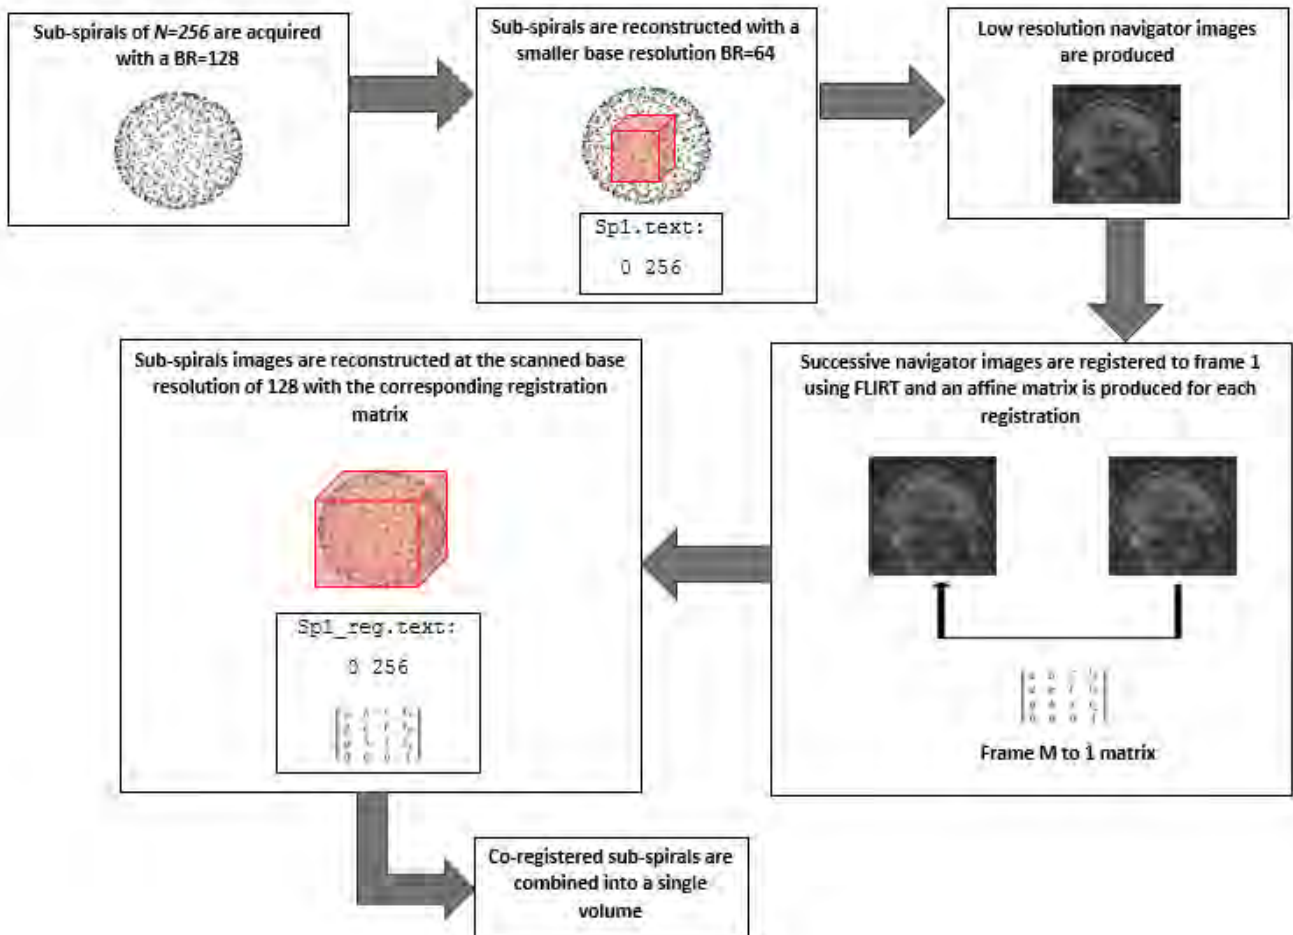 Sub-spirals of N=256 are acquired
with a BR=128
Sub-spirals are reconstructed with a
smaller base resolution BR=64
Sp1.text:
0 256
Low resolution navigator images
are produced
Successive navigator images are registered to frame 1
using FLIRT and an affine matrix is produced for each
registration
Frame M to 1 matrix
Sub-spirals images are reconstructed at the scanned base
resolution of 128 with the corresponding registration
matrix
Sp1_reg.text:
0 256
Co-registered sub-spirals are
combined into a single
volume